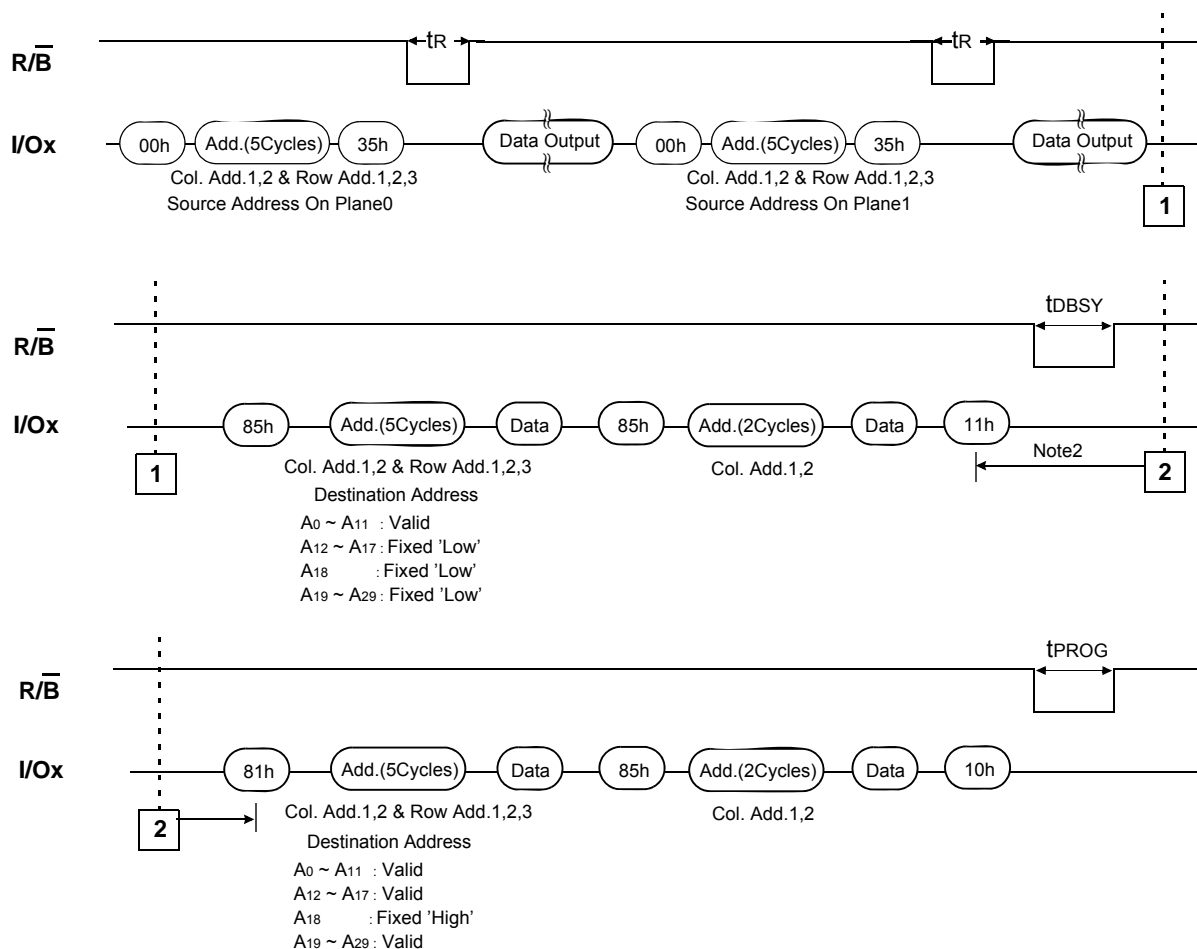 R/B tR tR
I/Ox 00h Add.(5Cycles) 35h Data Output 00h Add.(5Cycles) 35h Data Output
Col. Add.1,2 & Row Add.1,2,3 Col. Add.1,2 & Row Add.1,2,3
Source Address On Plane0 Source Address On Plane1
1
tDBSY
R/B
I/Ox 85h Add.(5Cycles) Data 85h Add.(2Cycles) Data 11h
Note2
1 Col. Add.1,2 & Row Add.1,2,3 Col. Add.1,2 2
Destination Address
A0 ~ A11 : Valid
A12 ~ A17 : Fixed 'Low'
A18 : Fixed 'Low'
A19 ~ A29 : Fixed 'Low'
tPROG
R/B
I/Ox 81h Add.(5Cycles) Data 85h Add.(2Cycles) Data 10h
2 Col. Add.1,2 & Row Add.1,2,3 Col. Add.1,2
Destination Address
A0 ~ A11 : Valid
A12 ~ A17 : Valid
A18 : Fixed 'High'
A19 ~ A29 : Valid